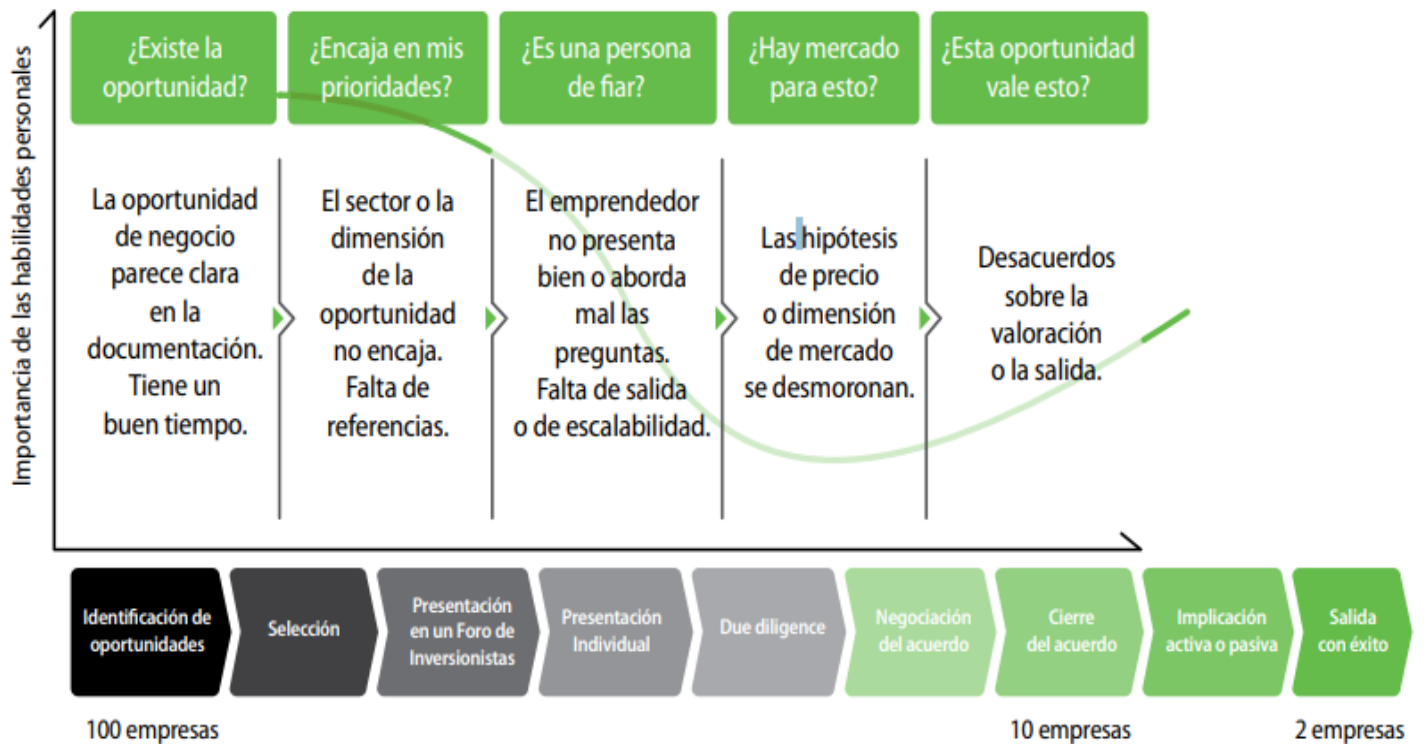 Importancia de las habilidades personales
¿Existe la
oportunidad?
¿Encaja en mis
prioridades?
¿Es una persona
de fiar?
¿Hay mercado
para esto?
¿Esta oportunidad
vale esto?
La oportunidad
de negocio
parece clara
en la
documentación.
Tiene un
buen tiempo.
El sector o la
dimensión
de la
oportunidad
no encaja.
Falta de
referencias.
El emprendedor
no presenta
bien o aborda
mal las
preguntas.
Falta de salida
o de escalabilidad.
Las hipótesis
de precio
o dimensión
de mercado
se desmoronan.
Desacuerdos
sobre la
valoración
o la salida.
Identificación de
oportunidades
Selección
Presentación
en un Foro de
Inversionistas
Presentación
Individual
Due diligence
Negociación
del acuerdo
Cierre
del acuerdo
Implicación
activa o pasiva
Salida
con éxito
100 empresas
10 empresas
2 empresas